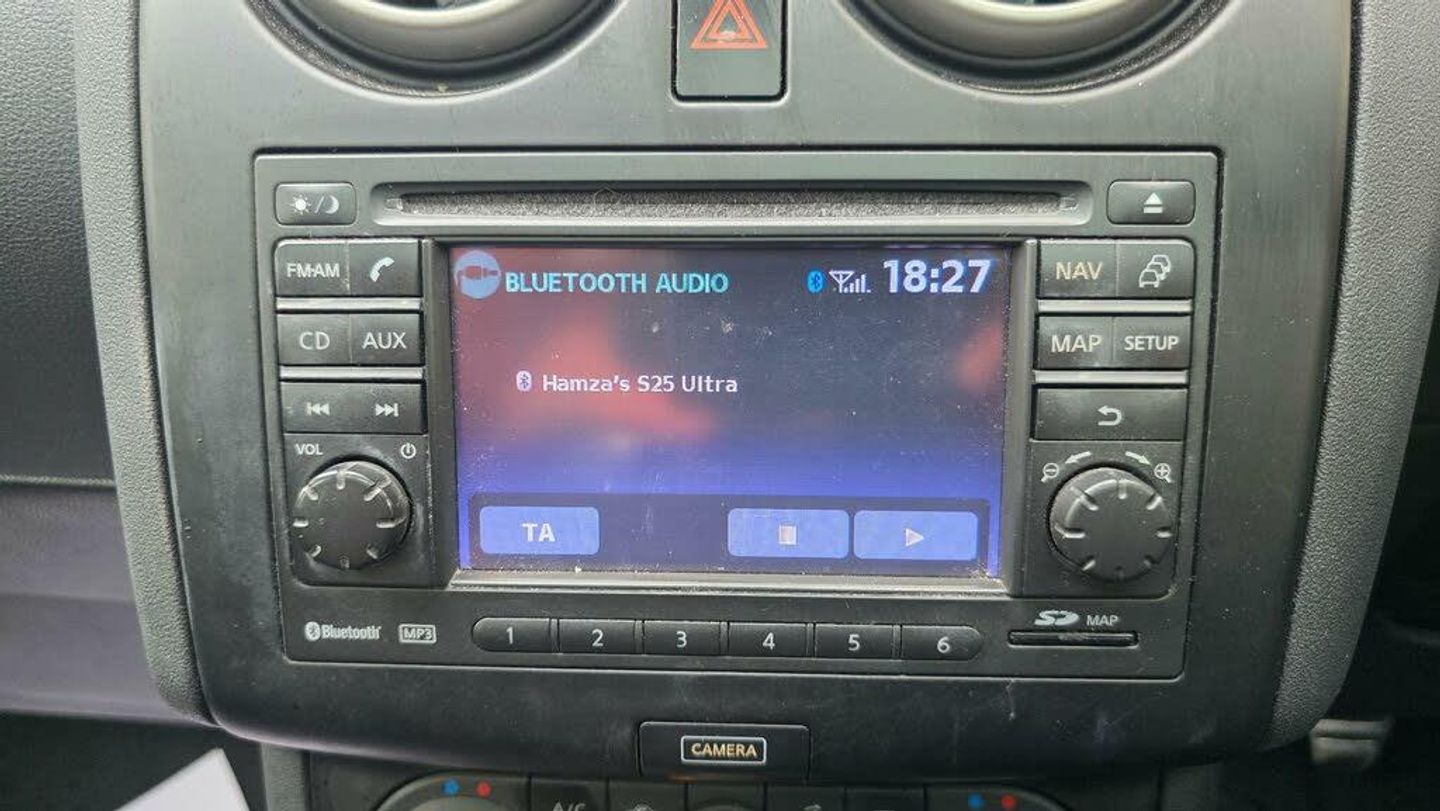 FM·AM
CD
AUX
VOL
BLUETOOTH AUDIO
18:27
Hamza's S25 Ultra
TA
NAV
MAP
SETUP
Bluetooth
MP3
1
2
3
4
5
6
SD
MAP
CAMERA
A/C